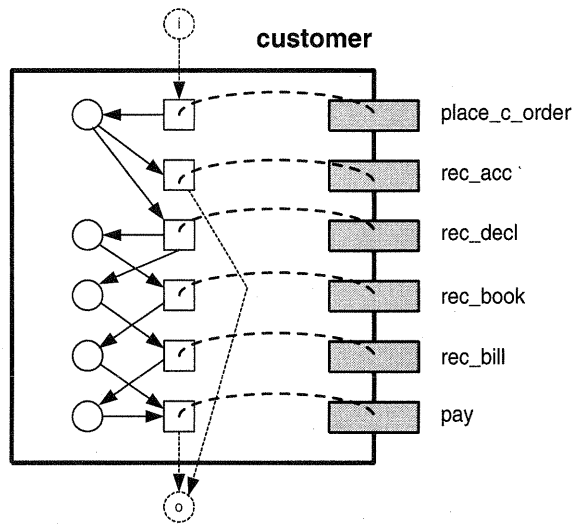 i
customer
place_c_order
rec_acc
rec_decl
rec_book
rec_bill
pay
o